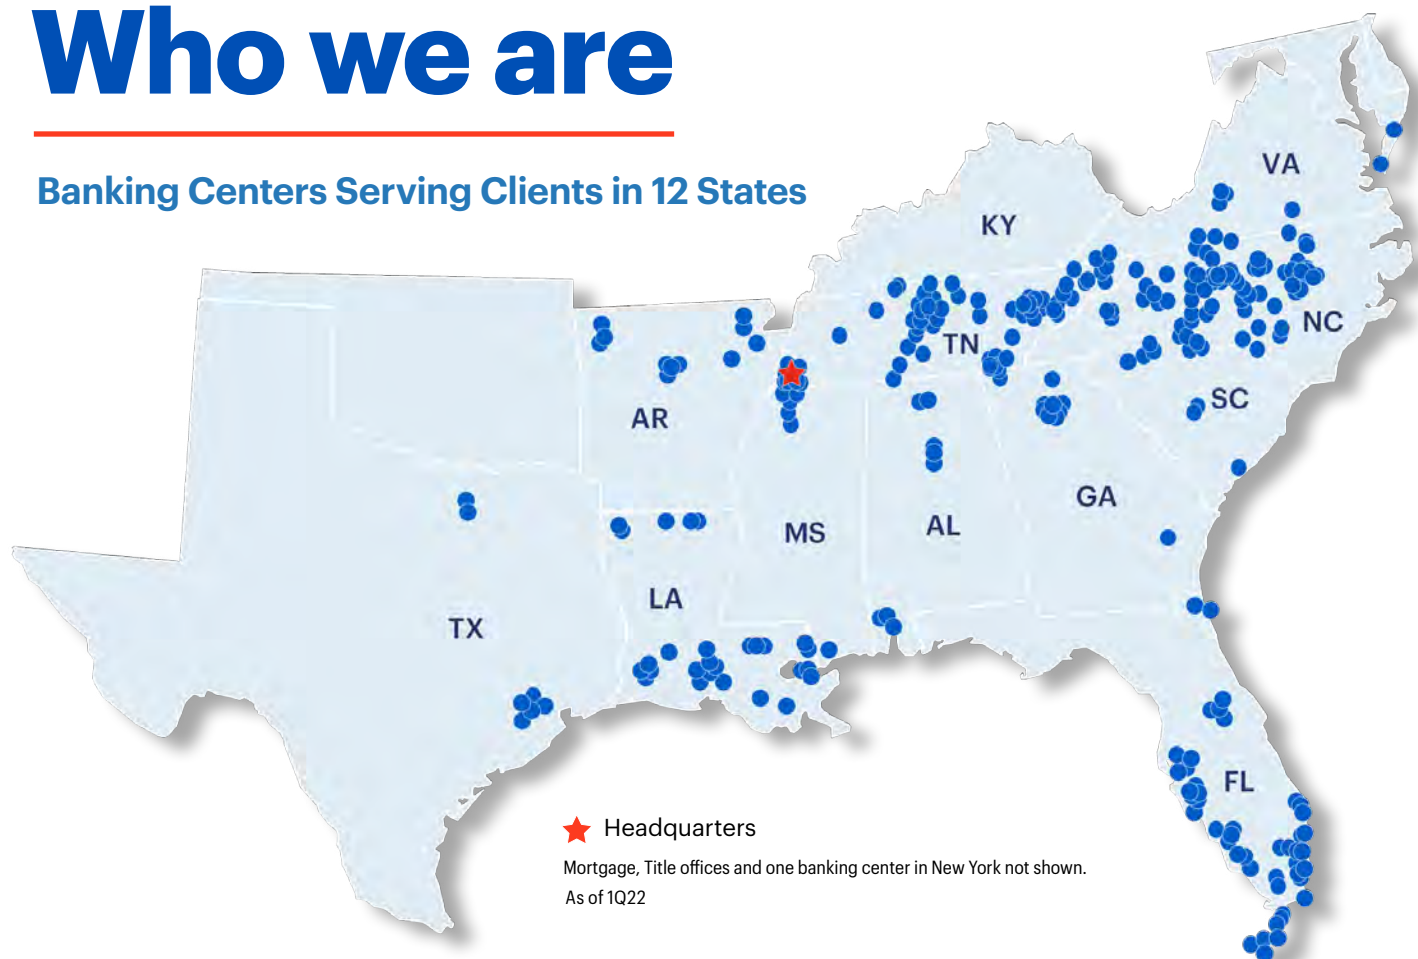 Who we are
Banking Centers Serving Clients in 12 States
VA
KY
NC
TN
SC
AR
GA
MS
AL
LA
TX
FL
Headquarters
Mortgage, Title offices and one banking center in New York not shown.
As of 1Q22